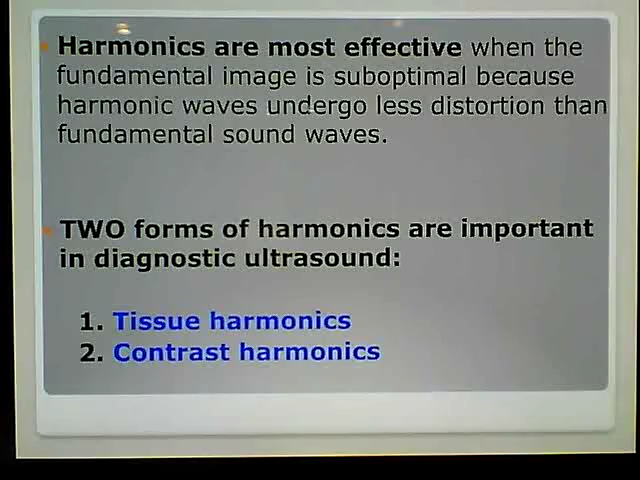 Harmonics are most effective when the
fundamental image is suboptimal because
harmonic waves undergo less distortion than
fundamental sound waves.
TWO forms of harmonics are important
in diagnostic ultrasound:
1. Tissue harmonics
2. Contrast harmonics